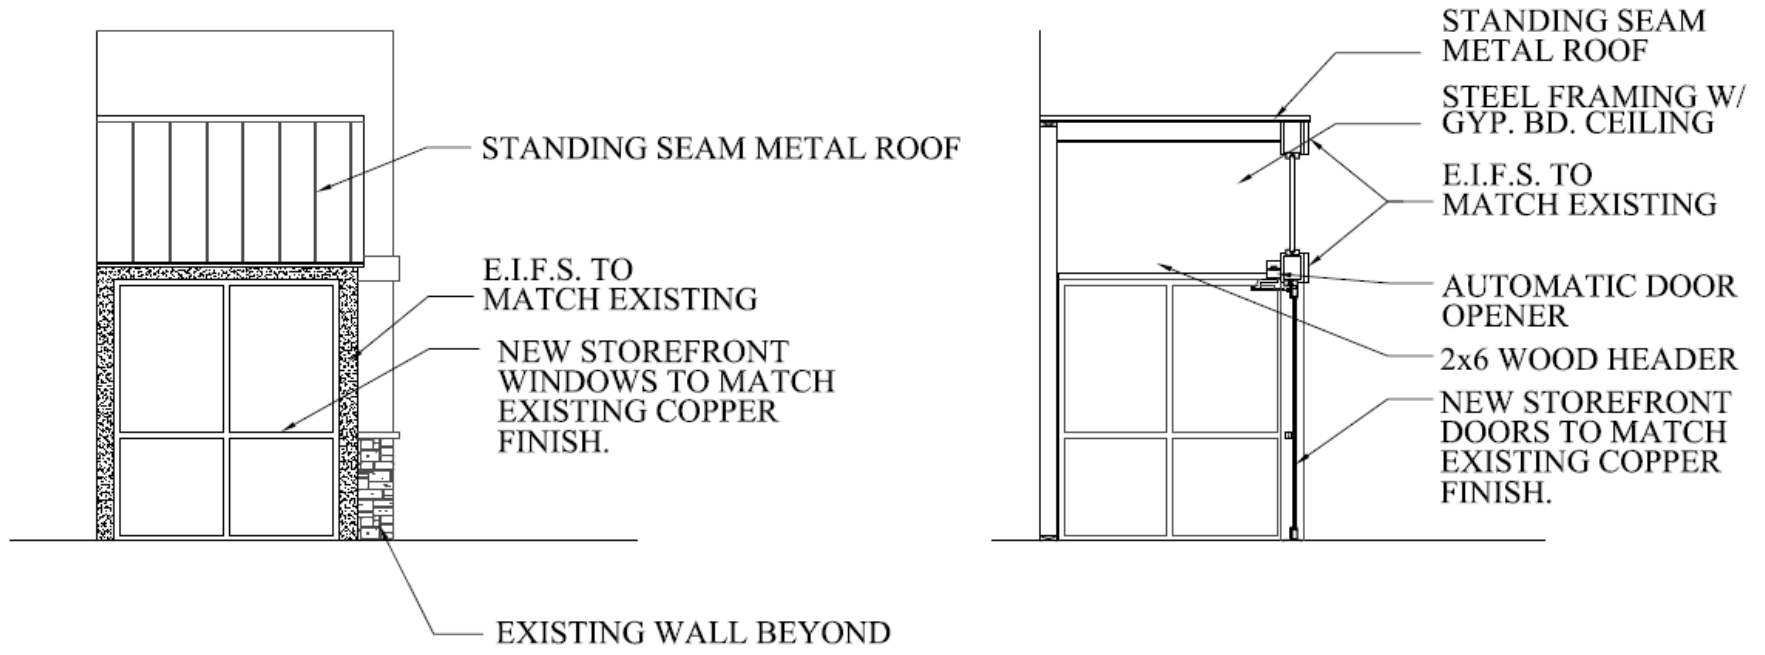 STANDING SEAM METAL ROOF
E.I.F.S. TO
MATCH EXISTING
NEW STOREFRONT
WINDOWS TO MATCH
EXISTING COPPER
FINISH.
EXISTING WALL BEYOND
STANDING SEAM
METAL ROOF
STEEL FRAMING W/
GYP. BD. CEILING
E.I.F.S. TO
MATCH EXISTING
AUTOMATIC DOOR
OPENER
2x6 WOOD HEADER
NEW STOREFRONT
DOORS TO MATCH
EXISTING COPPER
FINISH.